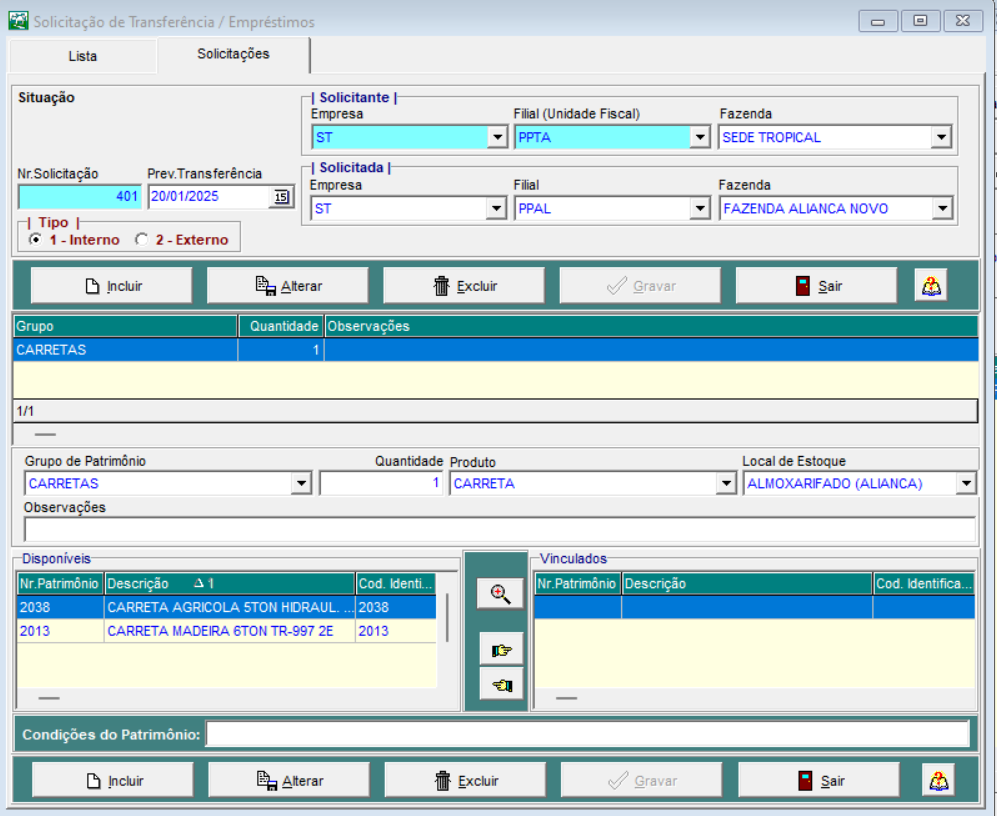 Solicitação de Transferência / Empréstimos
Lista Solicitações
Situação
| Solicitante |
Empresa Filial (Unidade Fiscal) Fazenda
ST PPTA SEDE TROPICAL
Nr.Solicitação Prev.Transferência
401 20/01/2025 15
| Solicitada |
Empresa Filial Fazenda
ST PPAL FAZENDA ALIANCA NOVO
| Tipo |
1 - Interno 2 - Externo
Incluir Alterar Excluir Gravar Sair
Grupo Quantidade Observações
CARRETAS 1
1/1
Grupo de Patrimônio Quantidade Produto Local de Estoque
CARRETAS 1 CARRETA ALMOXARIFADO (ALIANCA)
Observações
Disponíveis
Nr.Patrimônio Descrição 1 Cod. Identi...
2038 CARRETA AGRICOLA 5TON HIDRAUL. ... 2038
2013 CARRETA MADEIRA 6TON TR-997 2E 2013
Vinculados
Nr.Patrimônio Descrição Cod. Identifica...
Condições do Patrimônio:
Incluir Alterar Excluir Gravar Sair